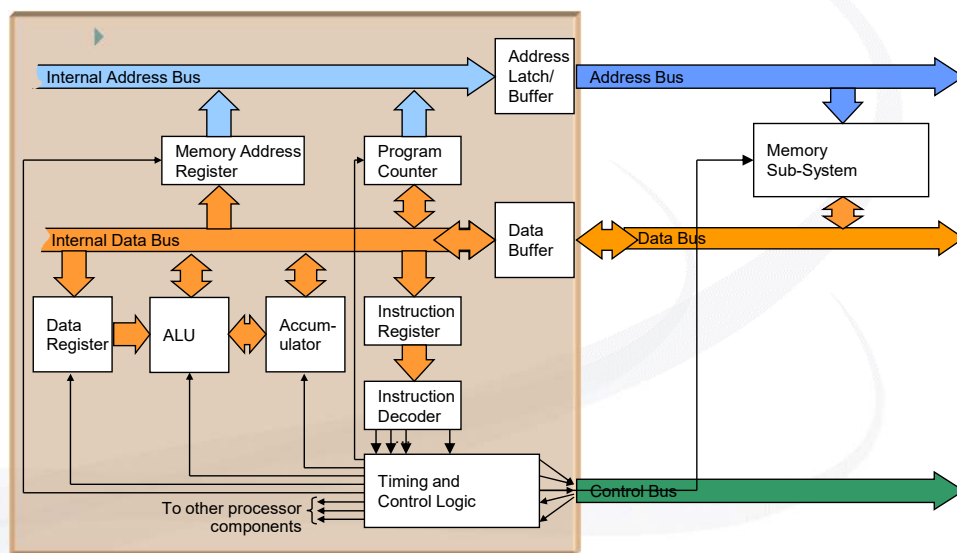 Internal Address Bus
Address
Latch/
Buffer
Address Bus
Memory Address
Register
Program
Counter
Memory
Sub-System
Internal Data Bus
Data
Buffer
Data Bus
Data
Register
ALU
Accum-
ulator
Instruction
Register
Instruction
Decoder
Timing and
Control Logic
Control Bus
To other processor
components